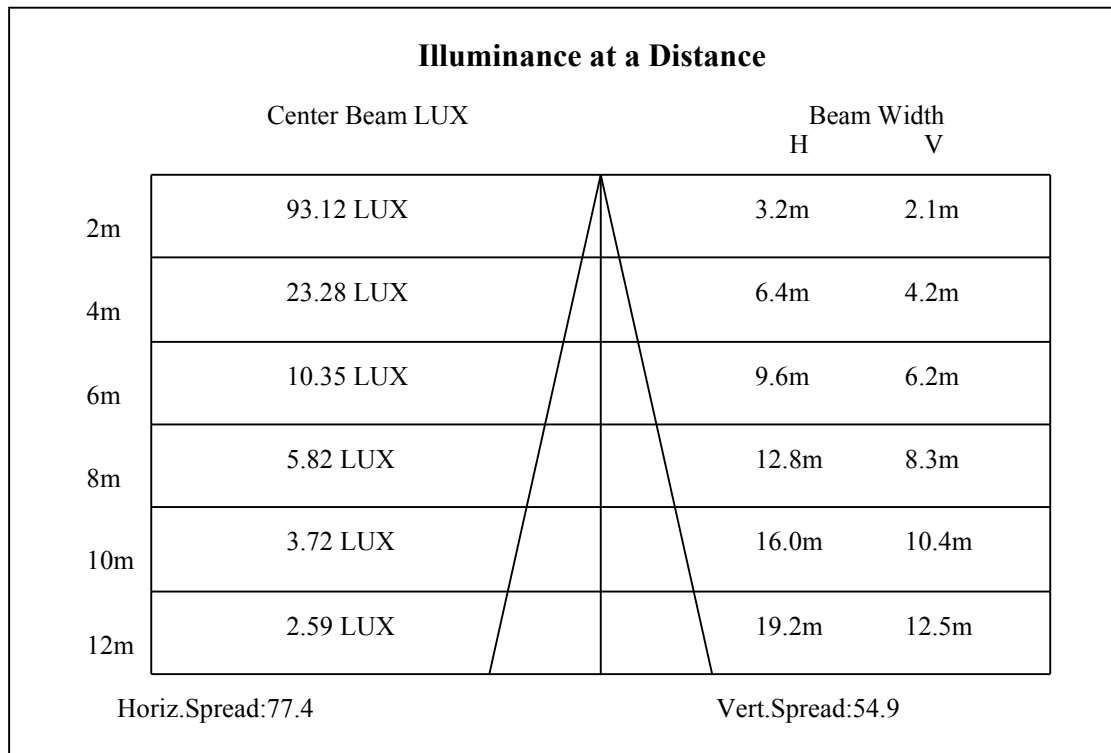 Illuminance at a Distance
Center Beam LUX Beam Width
H V
93.12 LUX 3.2m 2.1m
2m
23.28 LUX 6.4m 4.2m
4m
10.35 LUX 9.6m 6.2m
6m
5.82 LUX 12.8m 8.3m
8m
3.72 LUX 16.0m 10.4m
10m
2.59 LUX 19.2m 12.5m
12m
Horiz.Spread:77.4 Vert.Spread:54.9